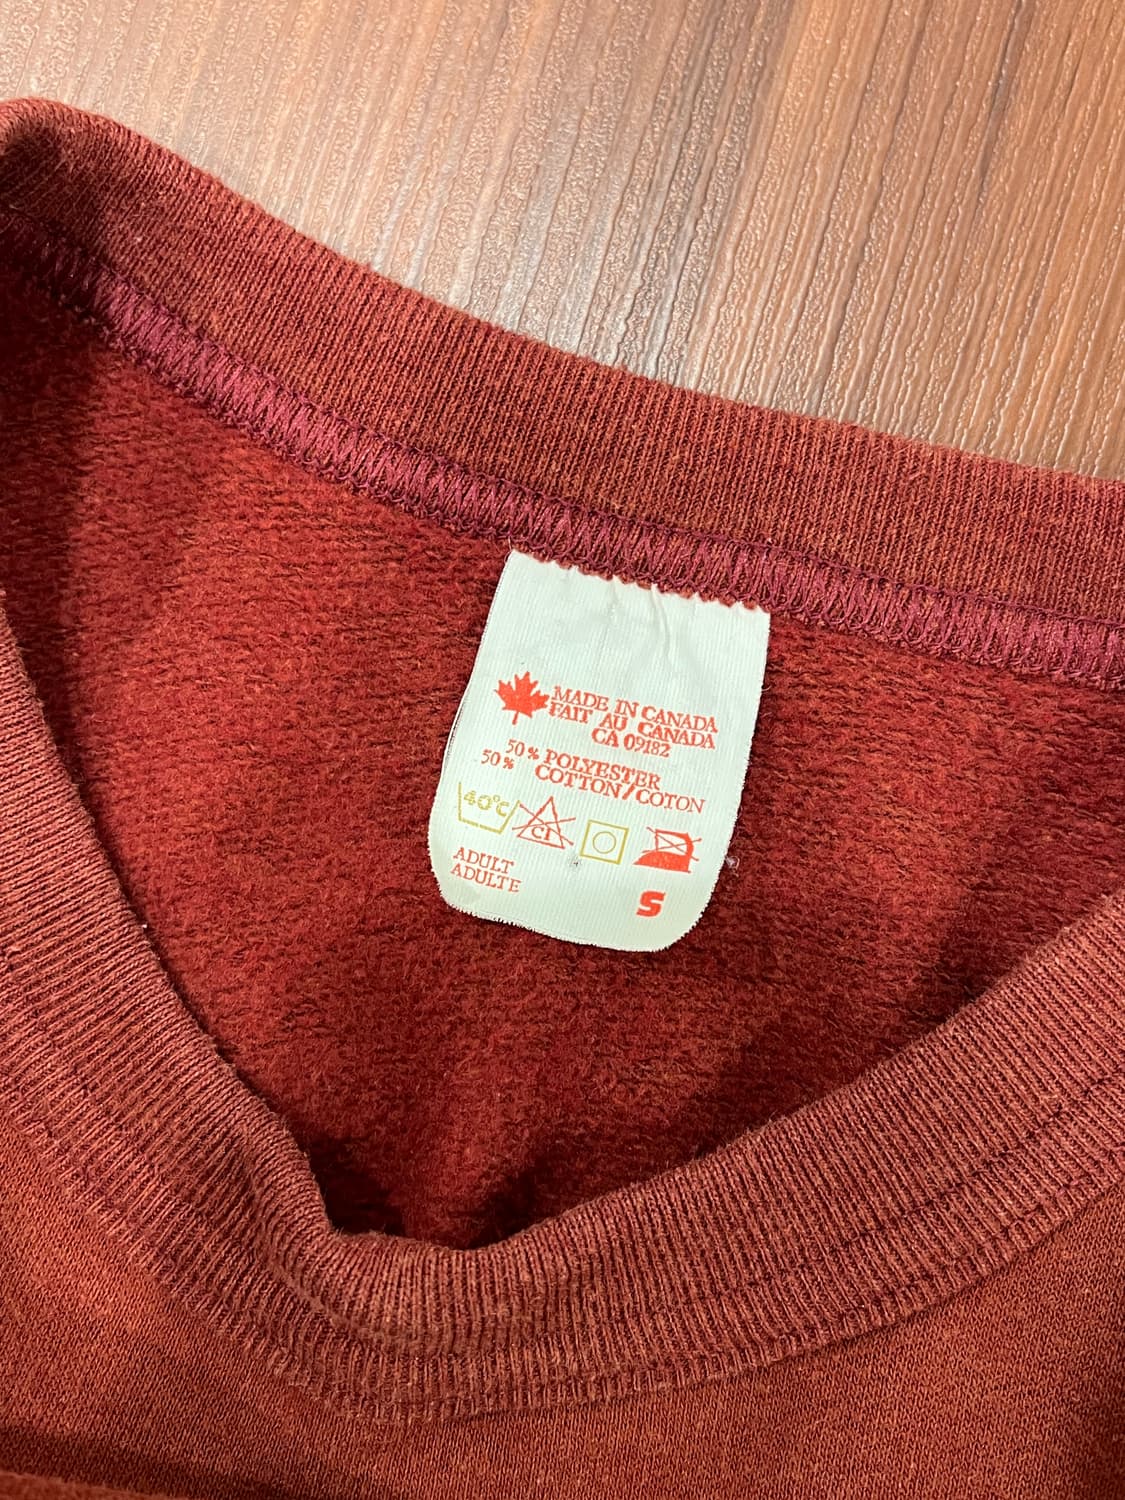 MADE IN CANADA
FAIT AU CANADA
CA 09182
50% POLYESTER
50% COTTON/COTON
40°C
Cl
ADULT
ADULTE
S